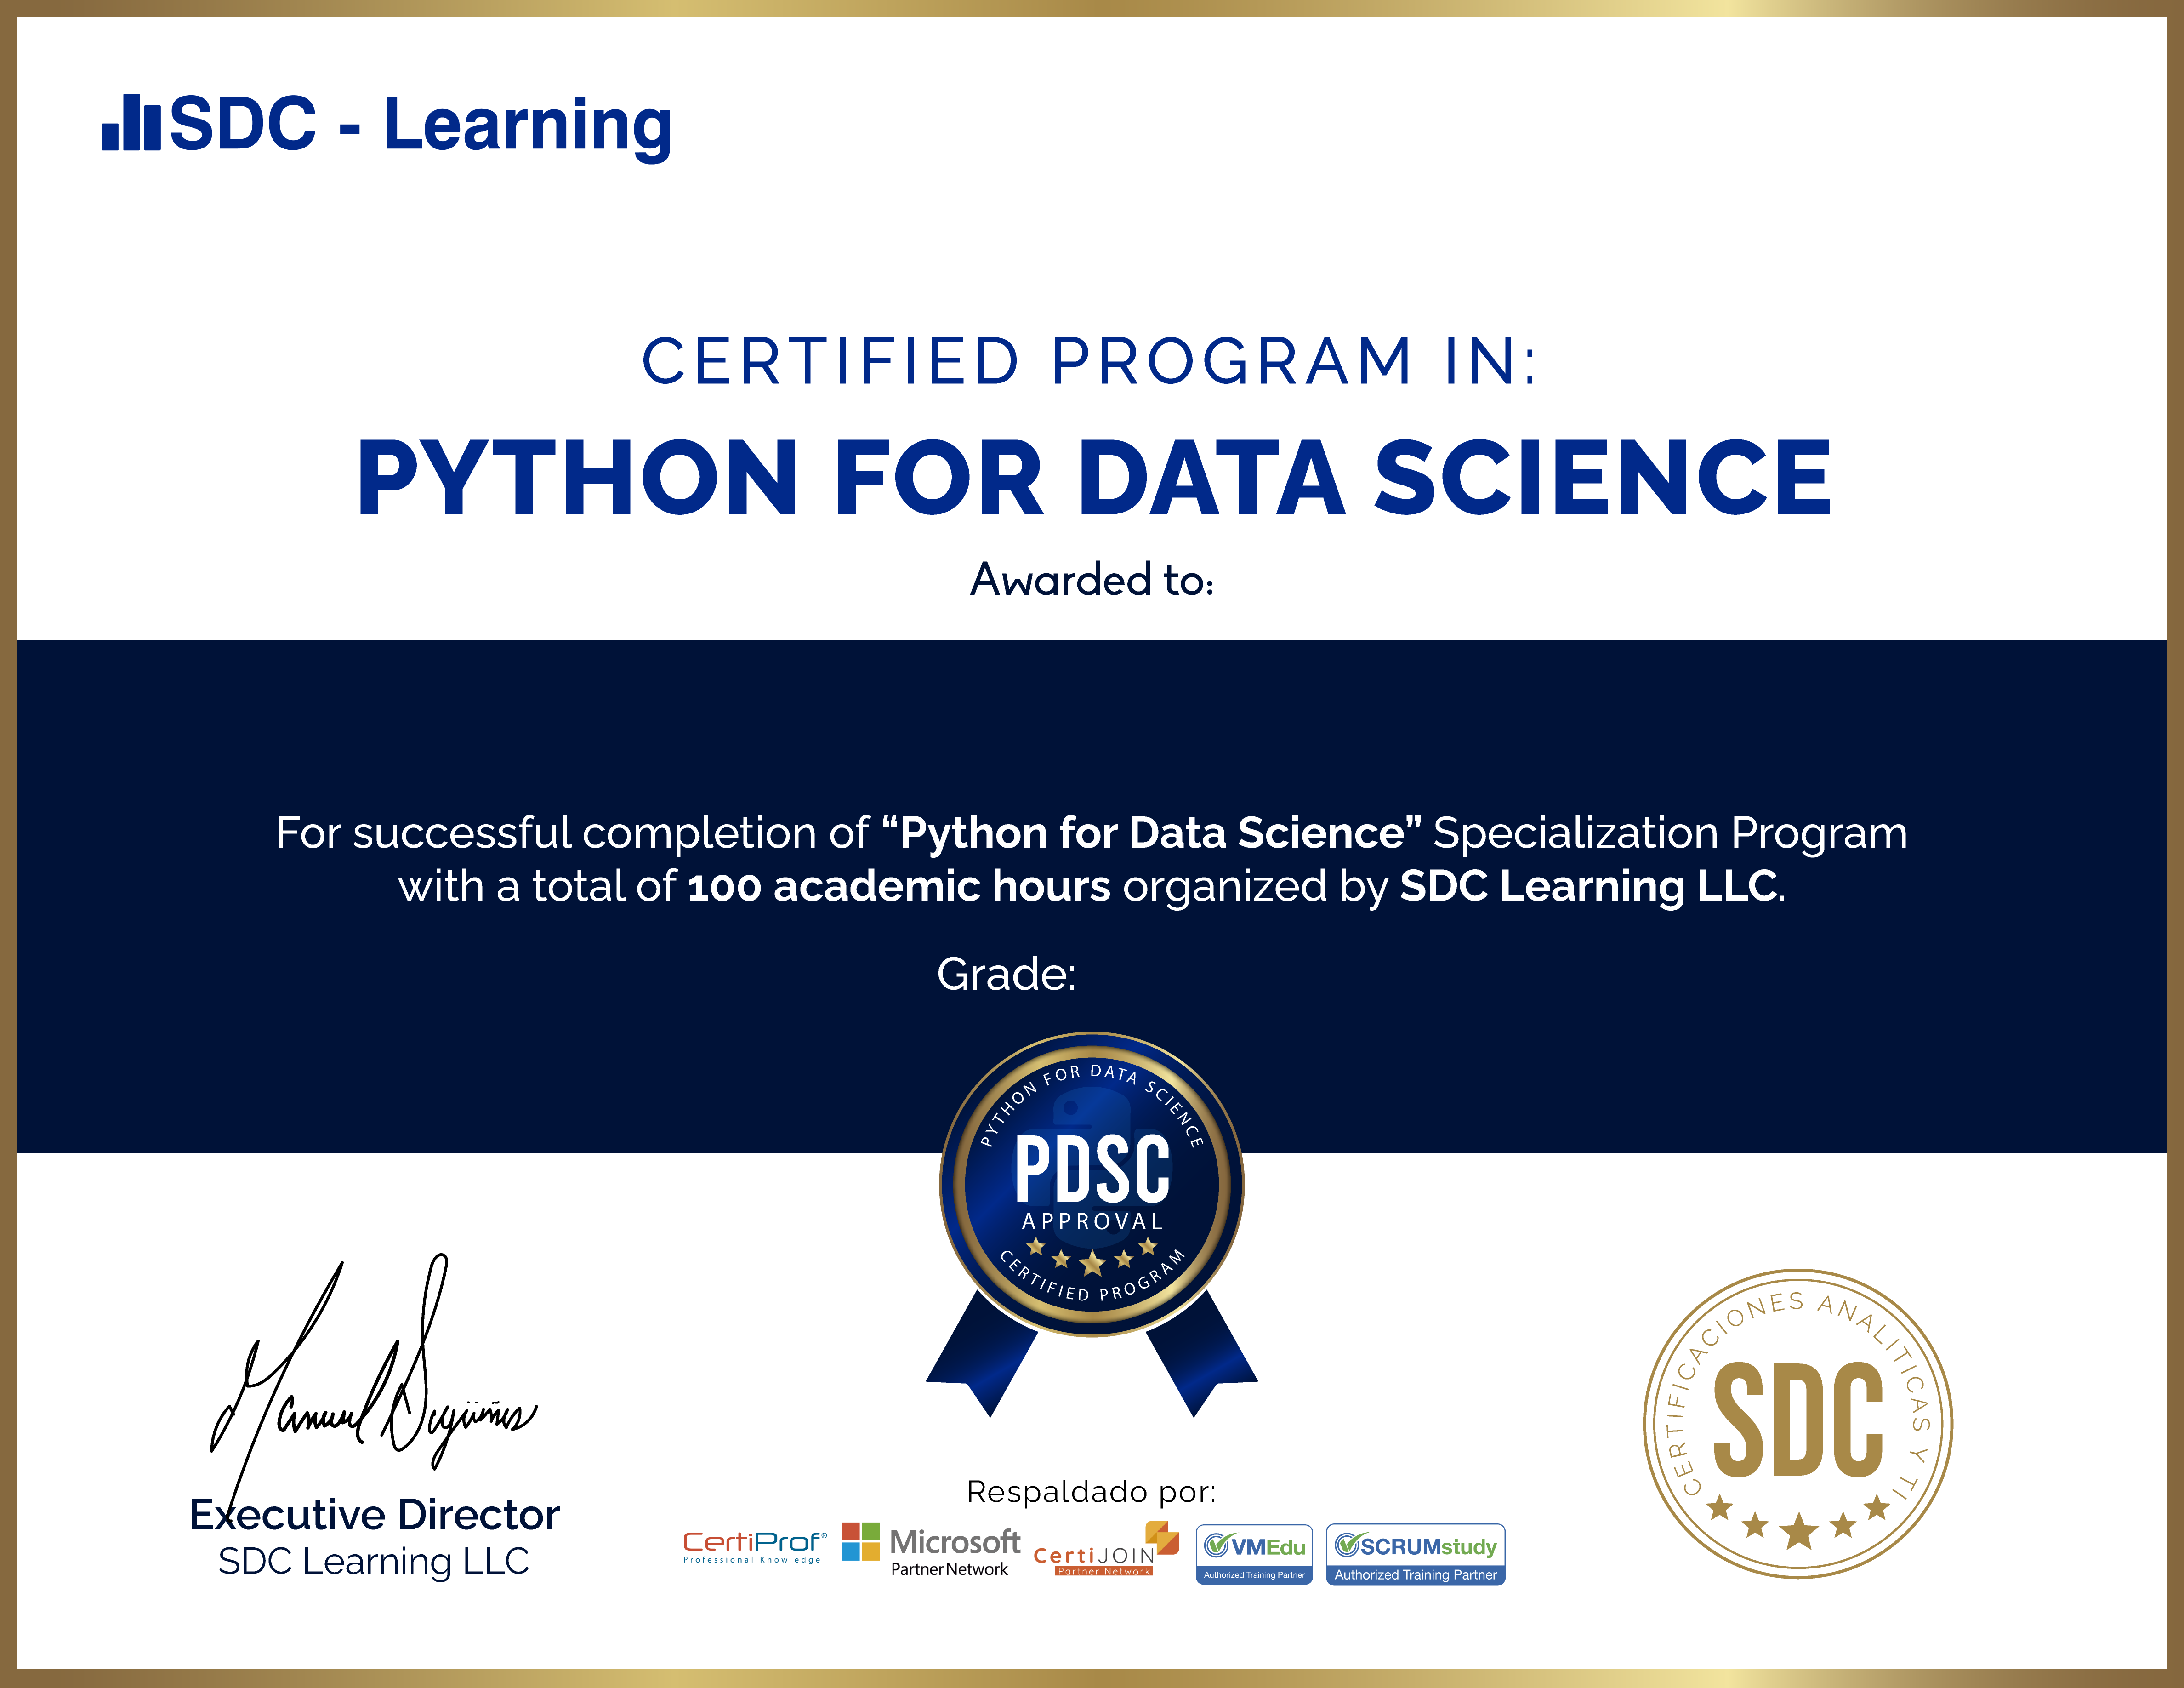 SDC - Learning
CERTIFIED PROGRAM IN:
PYTHON FOR DATA SCIENCE
Awarded to:
For successful completion of “Python for Data Science” Specialization Program
with a total of 100 academic hours organized by SDC Learning LLC.
Grade:
PYTHON FOR DATA SCIENCE
PDSC
APPROVAL
CERTIFIED PROGRAM
Executive Director
SDC Learning LLC
Respaldado por:
CertiProf®
Professional Knowledge
Microsoft
Partner Network
CertiJOIN
Partner Network
VMEdu
Authorized Training Partner
SCRUMstudy
Authorized Training Partner
CERTIFICACIONES ANALITICAS Y TI
SDC